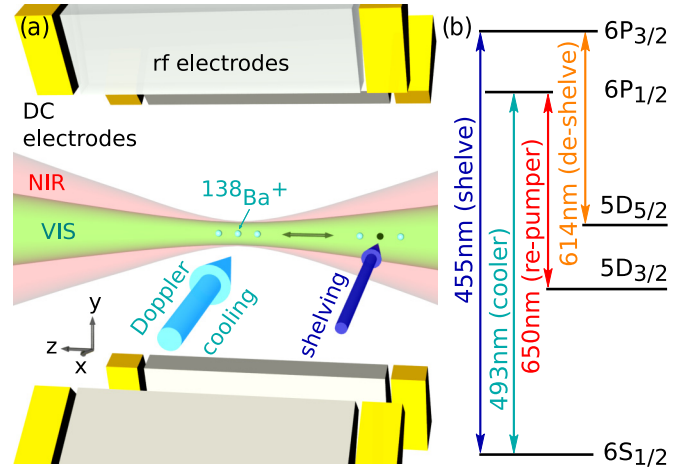 (a)
rf electrodes
DC
electrodes
NIR
VIS
138Ba+
Doppler
cooling
shelving
y
z
x
(b)
6P3/2
6P1/2
5D5/2
5D3/2
6S1/2
455nm (shelve)
493nm (cooler)
650nm (re-pumper)
614nm (de-shelve)